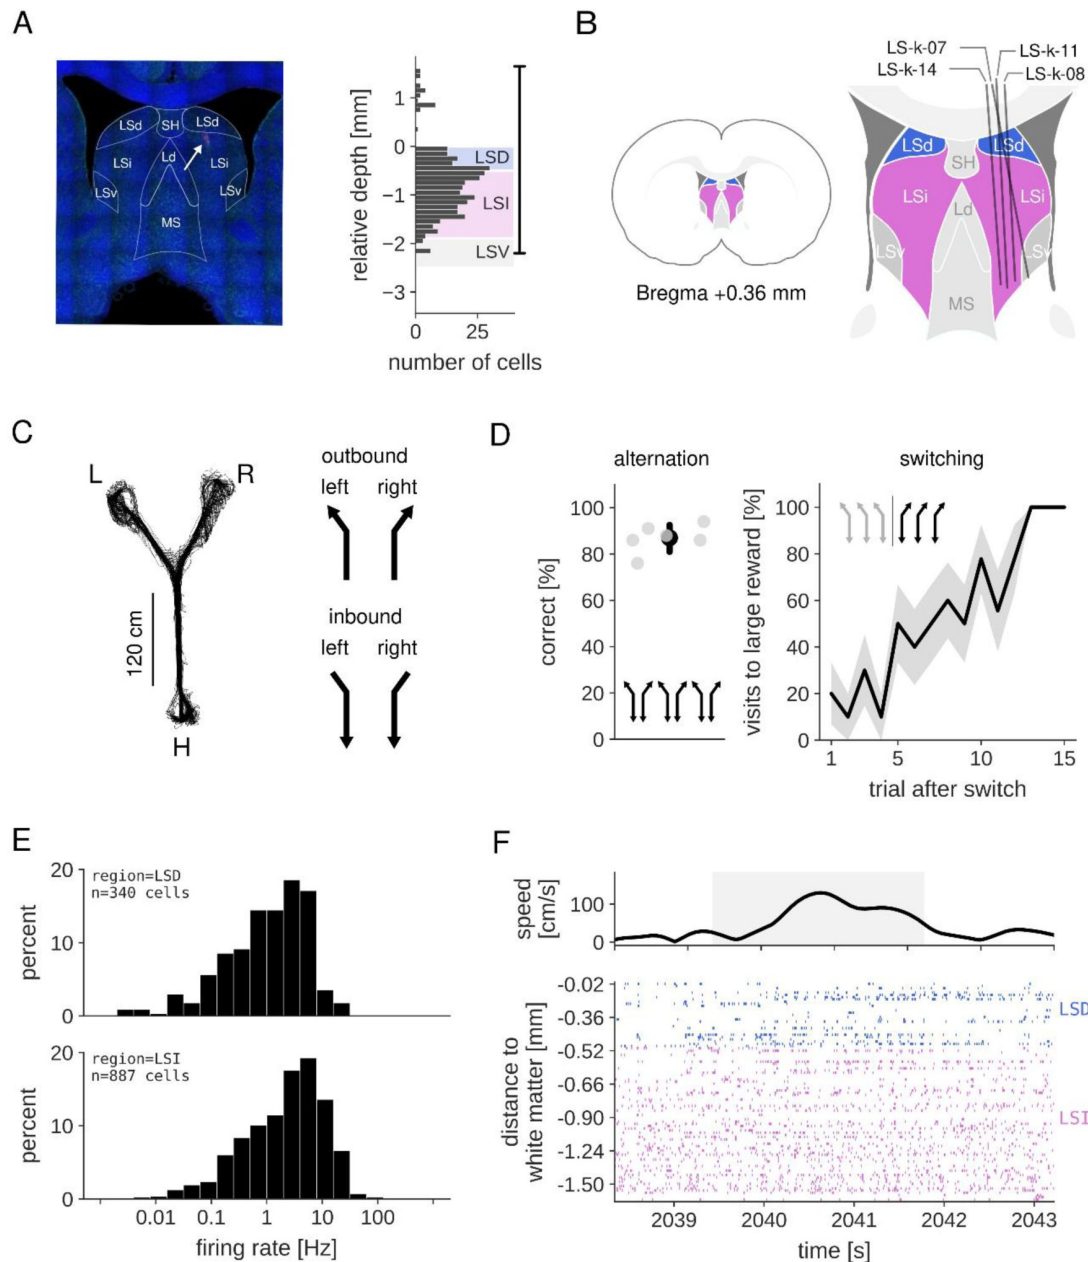 A
LSd
SH
LSd
Ld
LSi
LSi
LSv
LSv
MS
relative depth [mm]
1
0
−1
−2
−3
LSD
LSI
LSV
0
25
number of cells
B
LS-k-07
LS-k-11
LS-k-14
LS-k-08
Bregma +0.36 mm
LSd
LSd
SH
LSi
LSi
Ld
LSv
LSv
MS
C
L
R
H
120 cm
outbound
left
right
inbound
left
right
D
alternation
correct [%]
100
80
60
40
20
0
switching
visits to large reward [%]
100
80
60
40
20
0
1
5
10
15
trial after switch
E
region=LSD
n=340 cells
percent
20
10
0
region=LSI
n=887 cells
percent
20
10
0
0.01
0.1
1
10
100
firing rate [Hz]
F
speed
[cm/s]
100
0
distance to
white matter [mm]
-0.02
-0.36
-0.52
-0.66
-0.90
-1.24
-1.50
LSD
LSI
2039
2040
2041
2042
2043
time [s]